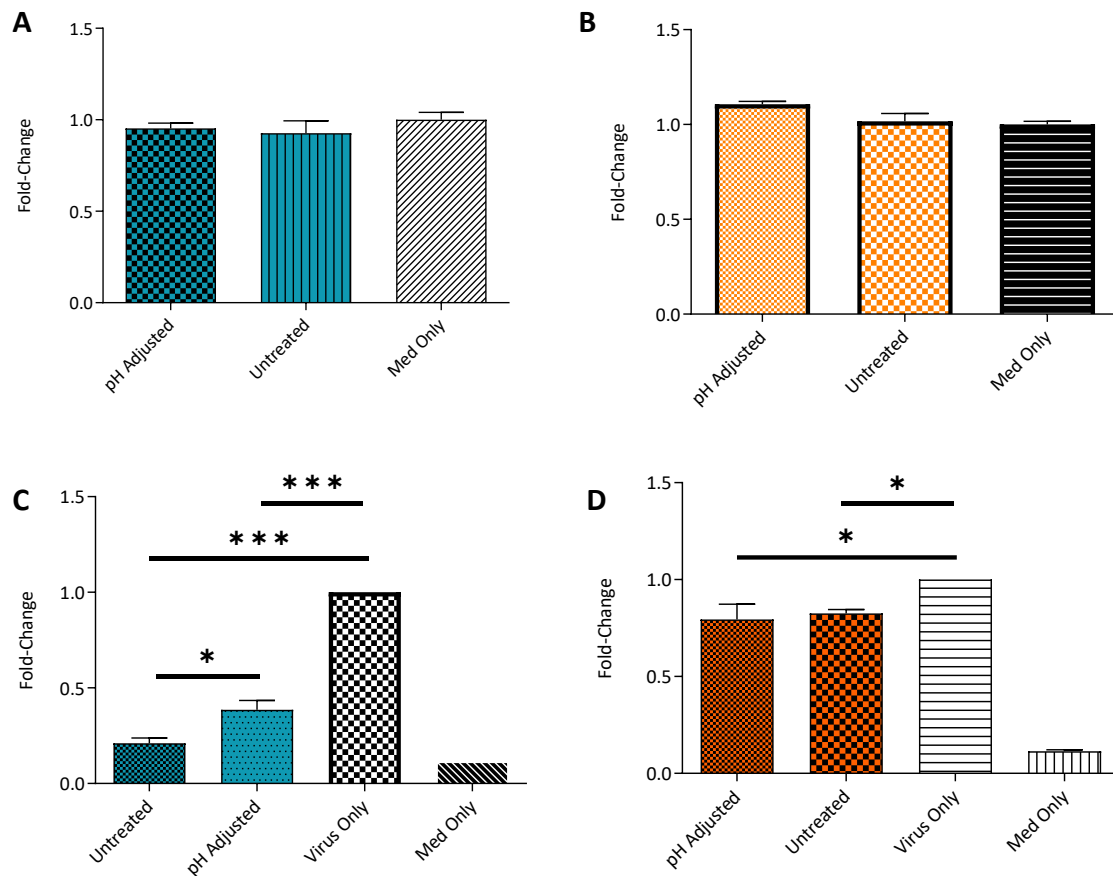 A
Fold-Change
1.5
1.0
0.5
0.0
pH Adjusted
Untreated
Med Only
B
Fold-Change
1.5
1.0
0.5
0.0
pH Adjusted
Untreated
Med Only
C
Fold-Change
1.5
1.0
0.5
0.0
***
***
*
Untreated
pH Adjusted
Virus Only
Med Only
D
Fold-Change
1.5
1.0
0.5
0.0
*
*
pH Adjusted
Untreated
Virus Only
Med Only